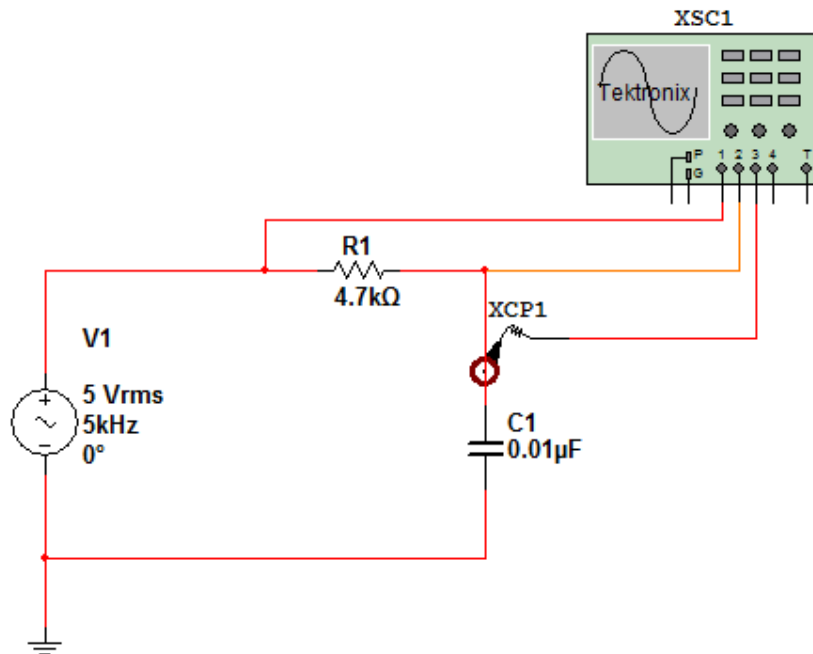 XSC1
Tektronix
P
G
1 2 3 4 T
R1
4.7kΩ
XCP1
V1
5 Vrms
5kHz
0°
C1
0.01µF